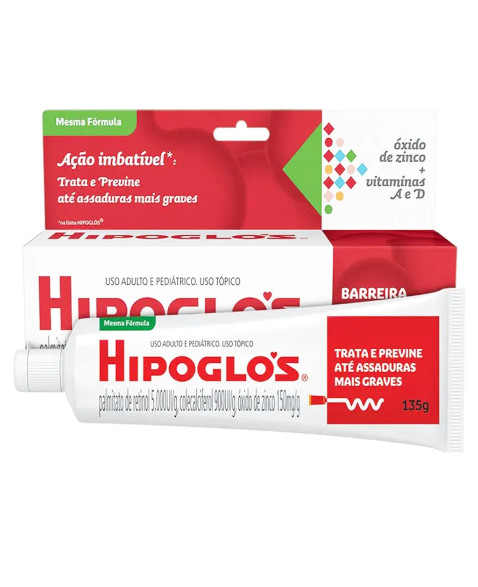 Mesma Fórmula
Ação imbatível*:
Trata e Previne
até assaduras mais graves
*na linha HIPOGLÓS®
óxido
de zinco
+
vitaminas
A e D
HIPOGLÓS
USO ADULTO E PEDIÁTRICO. USO TÓPICO
HIPOGLÓS
BARREIRA
Mesma Fórmula
USO ADULTO E PEDIÁTRICO. USO TÓPICO
HIPOGLÓS®
palmitato de retinol 5.000UI/g, colecalciferol 900UI/g, óxido de zinco 150mg/g
TRATA E PREVINE
ATÉ ASSADURAS
MAIS GRAVES
135g